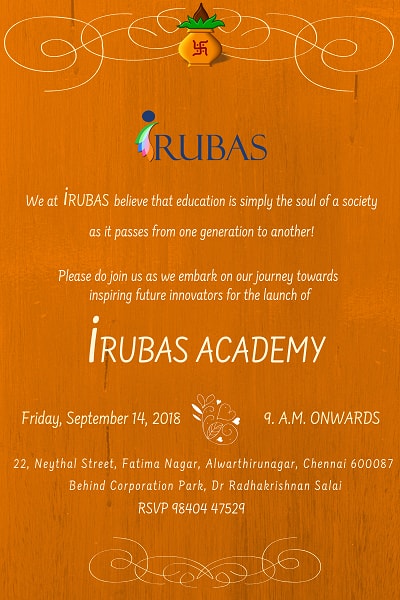 iRUBAS
We at iRUBAS believe that education is simply the soul of a society
as it passes from one generation to another!
Please do join us as we embark on our journey towards
inspiring future innovators for the launch of
iRUBAS ACADEMY
Friday, September 14, 2018
9. A.M. ONWARDS
22, Neythal Street, Fatima Nagar, Alwarthirunagar, Chennai 600087
Behind Corporation Park, Dr Radhakrishnan Salai
RSVP 98404 47529